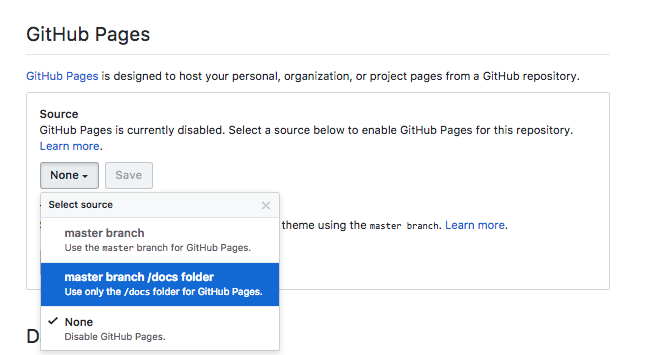 GitHub Pages
GitHub Pages is designed to host your personal, organization, or project pages from a GitHub repository.
Source
GitHub Pages is currently disabled. Select a source below to enable GitHub Pages for this repository.
Learn more.
None
Save
Select source
theme using the master branch. Learn more.
master branch
Use the master branch for GitHub Pages.
master branch /docs folder
Use only the /docs folder for GitHub Pages.
None
Disable GitHub Pages.
D